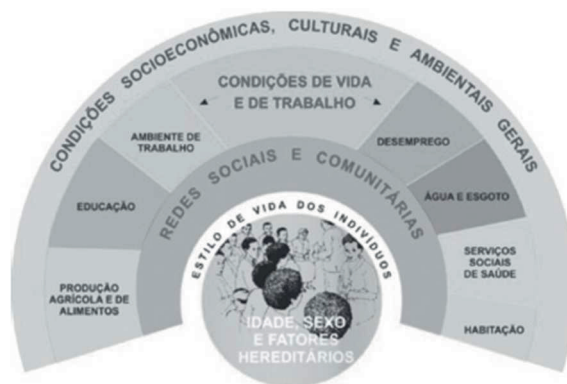 CONDIÇÕES SOCIOECONÔMICAS, CULTURAIS E AMBIENTAIS GERAIS
CONDIÇÕES DE VIDA
E DE TRABALHO
AMBIENTE DE
TRABALHO
DESEMPREGO
EDUCAÇÃO
ÁGUA E ESGOTO
PRODUÇÃO
AGRÍCOLA E DE
ALIMENTOS
SERVIÇOS
SOCIAIS
DE SAÚDE
HABITAÇÃO
REDES SOCIAIS E COMUNITÁRIAS
ESTILO DE VIDA DOS INDIVÍDUOS
IDADE, SEXO
E FATORES
HEREDITÁRIOS